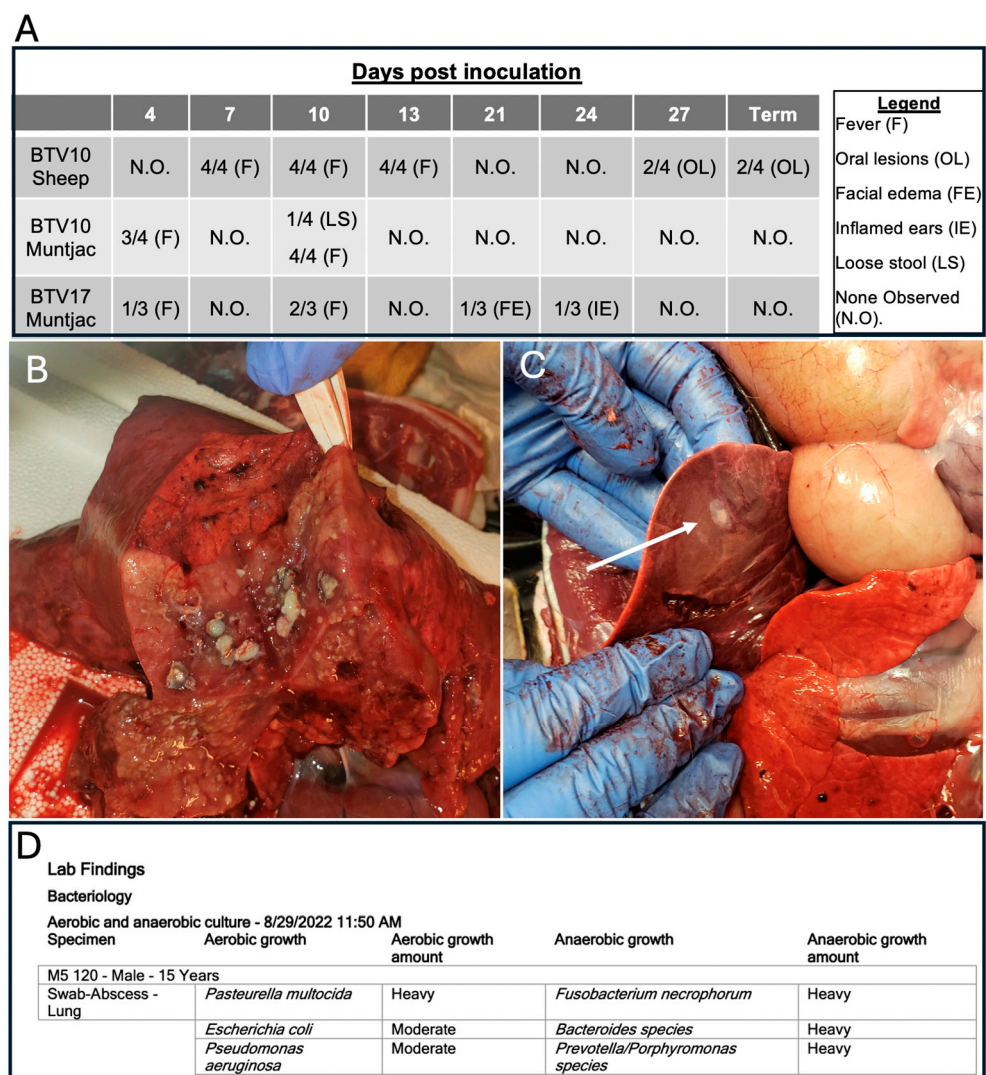 A
Days post inoculation
4 7 10 13 21 24 27 Term
BTV10 Sheep N.O. 4/4 (F) 4/4 (F) 4/4 (F) N.O. N.O. 2/4 (OL) 2/4 (OL)
BTV10 Muntjac 3/4 (F) N.O. 1/4 (LS) 4/4 (F) N.O. N.O. N.O. N.O. N.O.
BTV17 Muntjac 1/3 (F) N.O. 2/3 (F) N.O. 1/3 (FE) 1/3 (IE) N.O. N.O.
Legend
Fever (F)
Oral lesions (OL)
Facial edema (FE)
Inflamed ears (IE)
Loose stool (LS)
None Observed
(N.O).
B
C
D
Lab Findings
Bacteriology
Aerobic and anaerobic culture - 8/29/2022 11:50 AM
Specimen Aerobic growth Aerobic growth amount Anaerobic growth Anaerobic growth amount
M5 120 - Male - 15 Years
Swab-Abscess - Lung Pasteurella multocida Heavy Fusobacterium necrophorum Heavy
Escherichia coli Moderate Bacteroides species Heavy
Pseudomonas aeruginosa Moderate Prevotella/Porphyromonas species Heavy